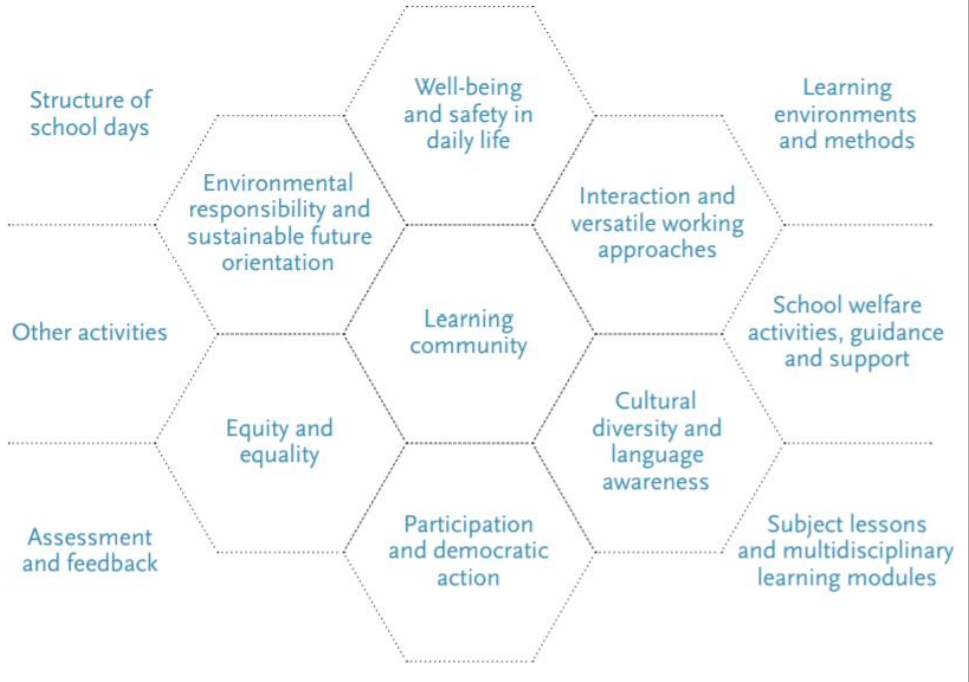 Structure of
school days
Well-being
and safety in
daily life
Learning
environments
and methods
Environmental
responsibility and
sustainable future
orientation
Interaction and
versatile working
approaches
Other activities
Learning
community
School welfare
activities, guidance
and support
Equity and
equality
Cultural
diversity and
language
awareness
Assessment
and feedback
Participation
and democratic
action
Subject lessons
and multidisciplinary
learning modules